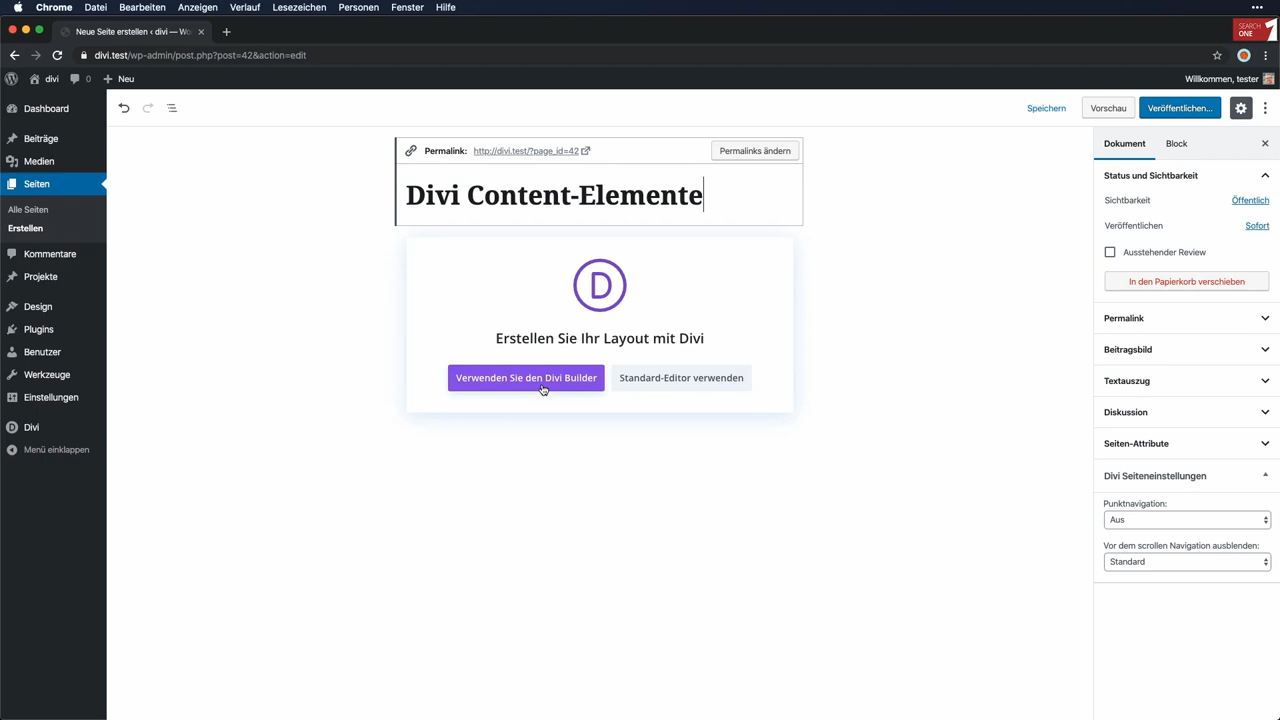 Chrome Datei Bearbeiten Anzeigen Verlauf Lesezeichen Personen Fenster Hilfe
Neue Seite erstellen ‹ divi — Wo
SEARCH
ONE 1
divi.test/wp-admin/post.php?post=42&action=edit
divi 0 Neu Willkommen, tester
Dashboard
Beiträge
Medien
Seiten
Alle Seiten
Erstellen
Kommentare
Projekte
Design
Plugins
Benutzer
Werkzeuge
Einstellungen
Divi
Menü einklappen
Speichern Vorschau Veröffentlichen…
Permalink: http://divi.test/?page_id=42 Permalinks ändern
Divi Content-Elemente
D
Erstellen Sie Ihr Layout mit Divi
Verwenden Sie den Divi Builder Standard-Editor verwenden
Dokument Block
Status und Sichtbarkeit
Sichtbarkeit Öffentlich
Veröffentlichen Sofort
Ausstehender Review
In den Papierkorb verschieben
Permalink
Beitragsbild
Textauszug
Diskussion
Seiten-Attribute
Divi Seiteneinstellungen
Punktnavigation:
Aus
Vor dem scrollen Navigation ausblenden:
Standard